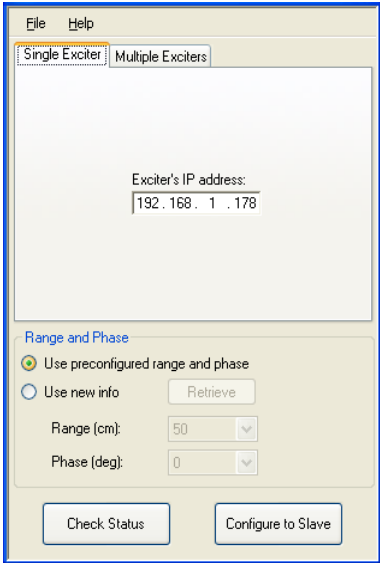 File Help
Single Exciter Multiple Exciters
Exciter's IP address:
192 . 168 . 1 . 178
Range and Phase
Use preconfigured range and phase
Use new info Retrieve
Range (cm): 50
Phase (deg): 0
Check Status Configure to Slave